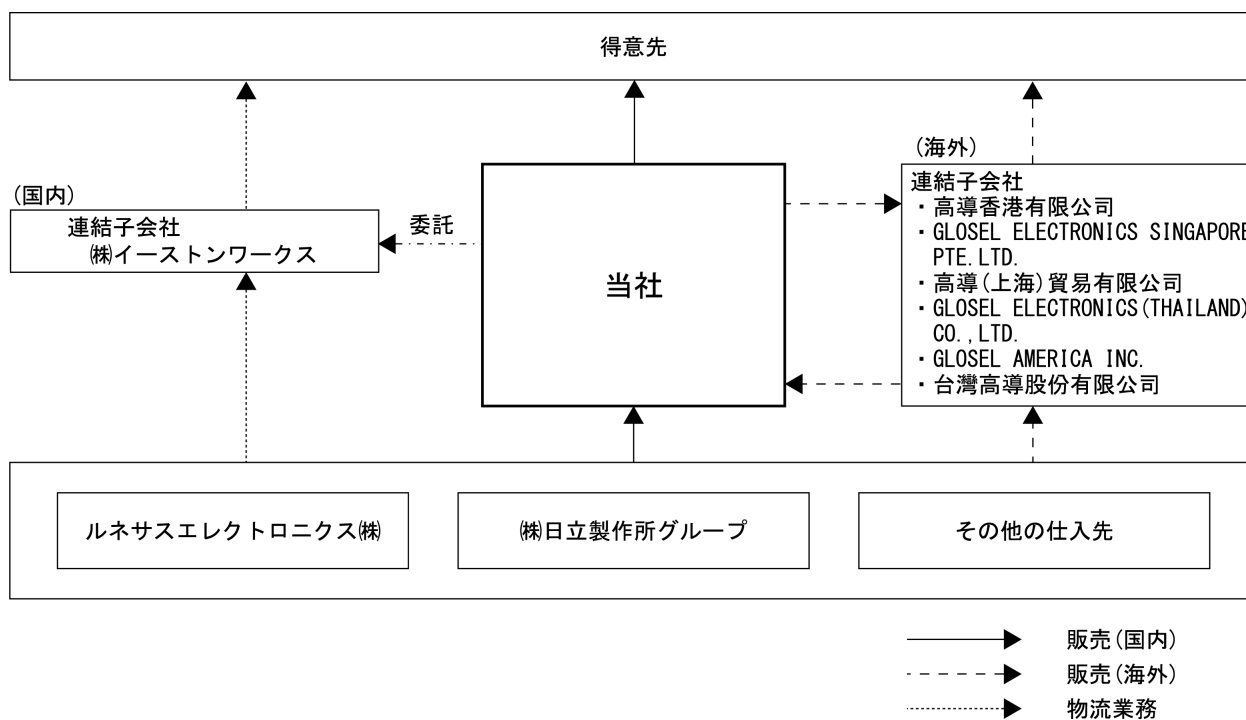 得意先
(国内)
連結子会社
㈱イーストンワークス
委託
当社
(海外)
連結子会社
・高導香港有限公司
・GLOSEL ELECTRONICS SINGAPORE
PTE.LTD.
・高導(上海)貿易有限公司
・GLOSEL ELECTRONICS(THAILAND)
CO.,LTD.
・GLOSEL AMERICA INC.
・台灣高導股份有限公司
ルネサスエレクトロニクス㈱
㈱日立製作所グループ
その他の仕入先
販売(国内)
販売(海外)
物流業務